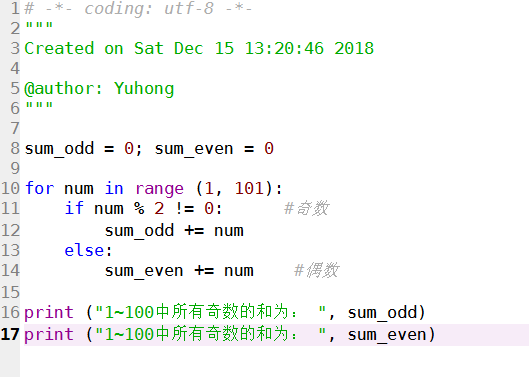 1 # -*- coding: utf-8 -*-
2 """
3 Created on Sat Dec 15 13:20:46 2018
4
5 @author: Yuhong
6 """
7
8 sum_odd = 0; sum_even = 0
9
10 for num in range (1, 101):
11     if num % 2 != 0:      #奇数
12         sum_odd += num
13     else:
14         sum_even += num    #偶数
15
16 print ("1~100中所有奇数的和为： ", sum_odd)
17 print ("1~100中所有奇数的和为： ", sum_even)